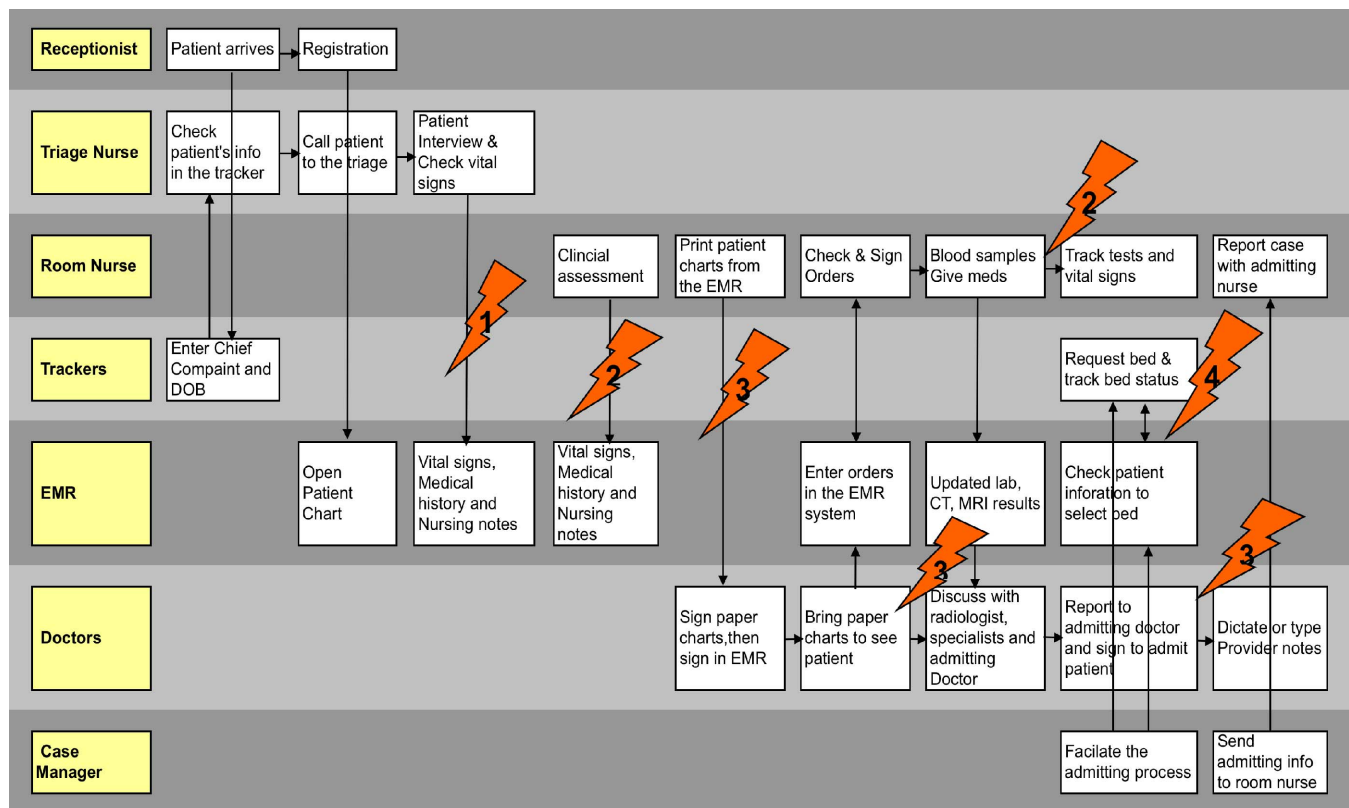 Receptionist
Patient arrives
Registration
Triage Nurse
Check
patient's info
in the tracker
Call patient
to the triage
Patient
Interview &
Check vital
signs
2
Room Nurse
Clincial
assessment
Print patient
charts from
the EMR
Check & Sign
Orders
Blood samples
Give meds
Track tests and
vital signs
Report case
with admitting
nurse
1
Trackers
Enter Chief
Compaint and
DOB
2
3
Request bed &
track bed status
4
EMR
Open
Patient
Chart
Vital signs,
Medical
history and
Nursing notes
Vital signs,
Medical
history and
Nursing
notes
Enter orders
in the EMR
system
Updated lab,
CT, MRI results
Check patient
inforation to
select bed
3
3
Doctors
Sign paper
charts,then
sign in EMR
Bring paper
charts to see
patient
Discuss with
radiologist,
specialists and
admitting
Doctor
Report to
admitting doctor
and sign to admit
patient
Dictate or type
Provider notes
Case
Manager
Facilate the
admitting process
Send
admitting info
to room nurse